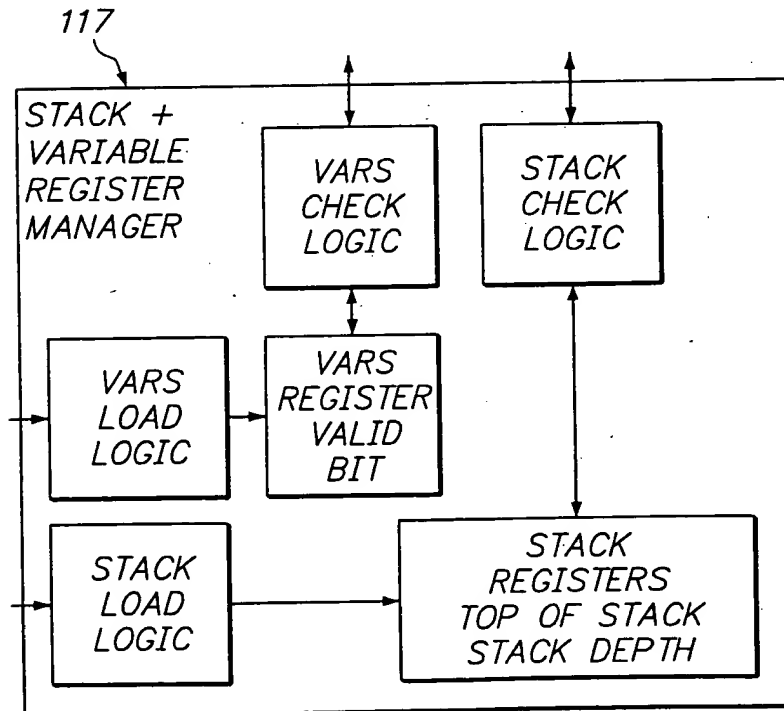 117
STACK +
VARIABLE
REGISTER
MANAGER
VARS
CHECK
LOGIC
STACK
CHECK
LOGIC
VARS
LOAD
LOGIC
VARS
REGISTER
VALID
BIT
STACK
LOAD
LOGIC
STACK
REGISTERS
TOP OF STACK
STACK DEPTH